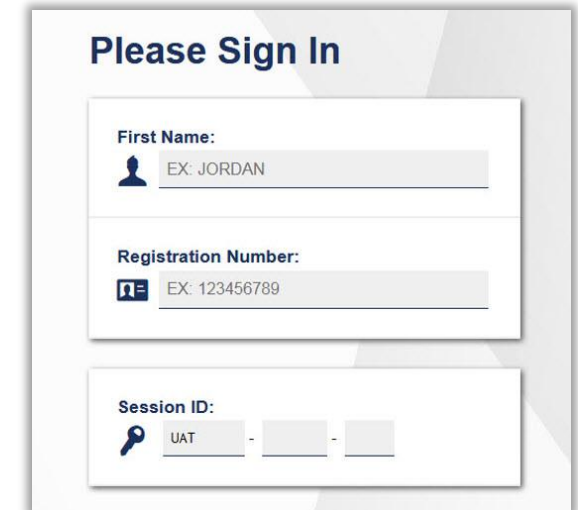 Please Sign In
First Name:
EX: JORDAN
Registration Number:
EX: 123456789
Session ID:
UAT - -